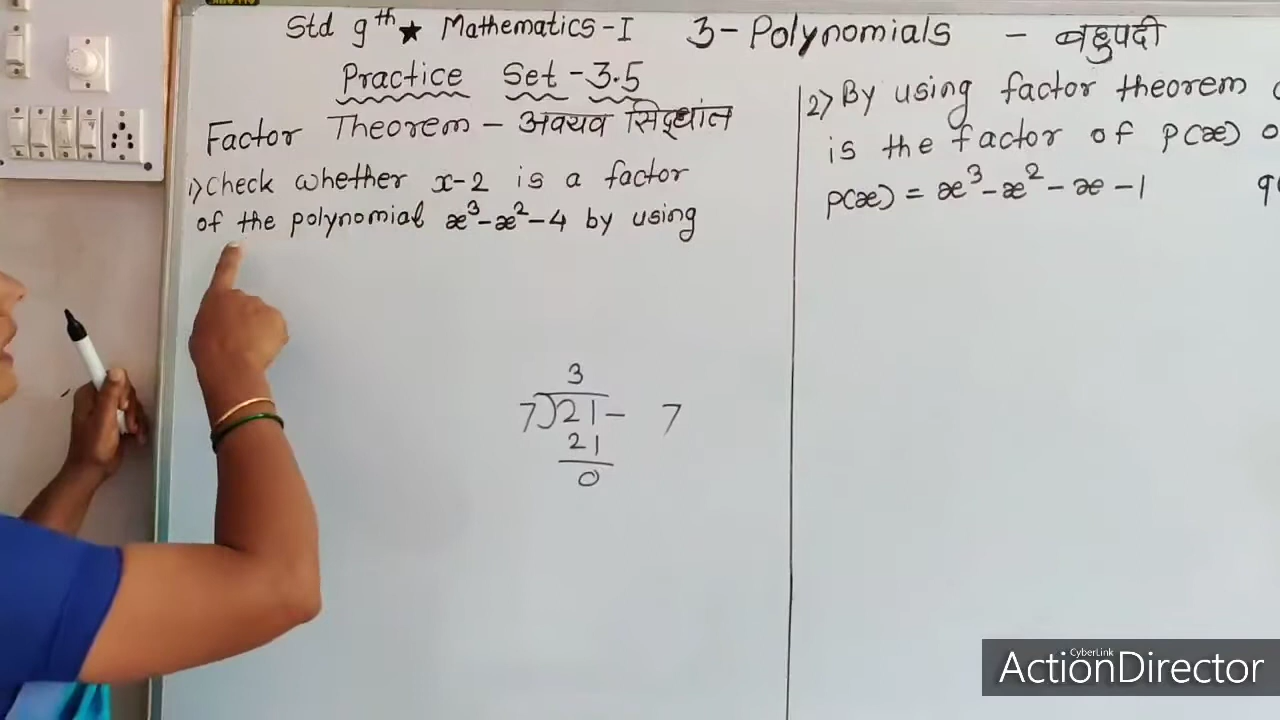 Std 9th ★ Mathematics-I 3-Polynomials - बहुपदी
Practice Set-3.5
Factor Theorem - अवयव सिद्धांत
1) Check whether x-2 is a factor
of the polynomial x³-x²-4 by using
3
7)21- 7
21
0
2) By using factor theorem
is the factor of P(x)
p(x) = x³-x²-x-1
CyberLink
ActionDirector